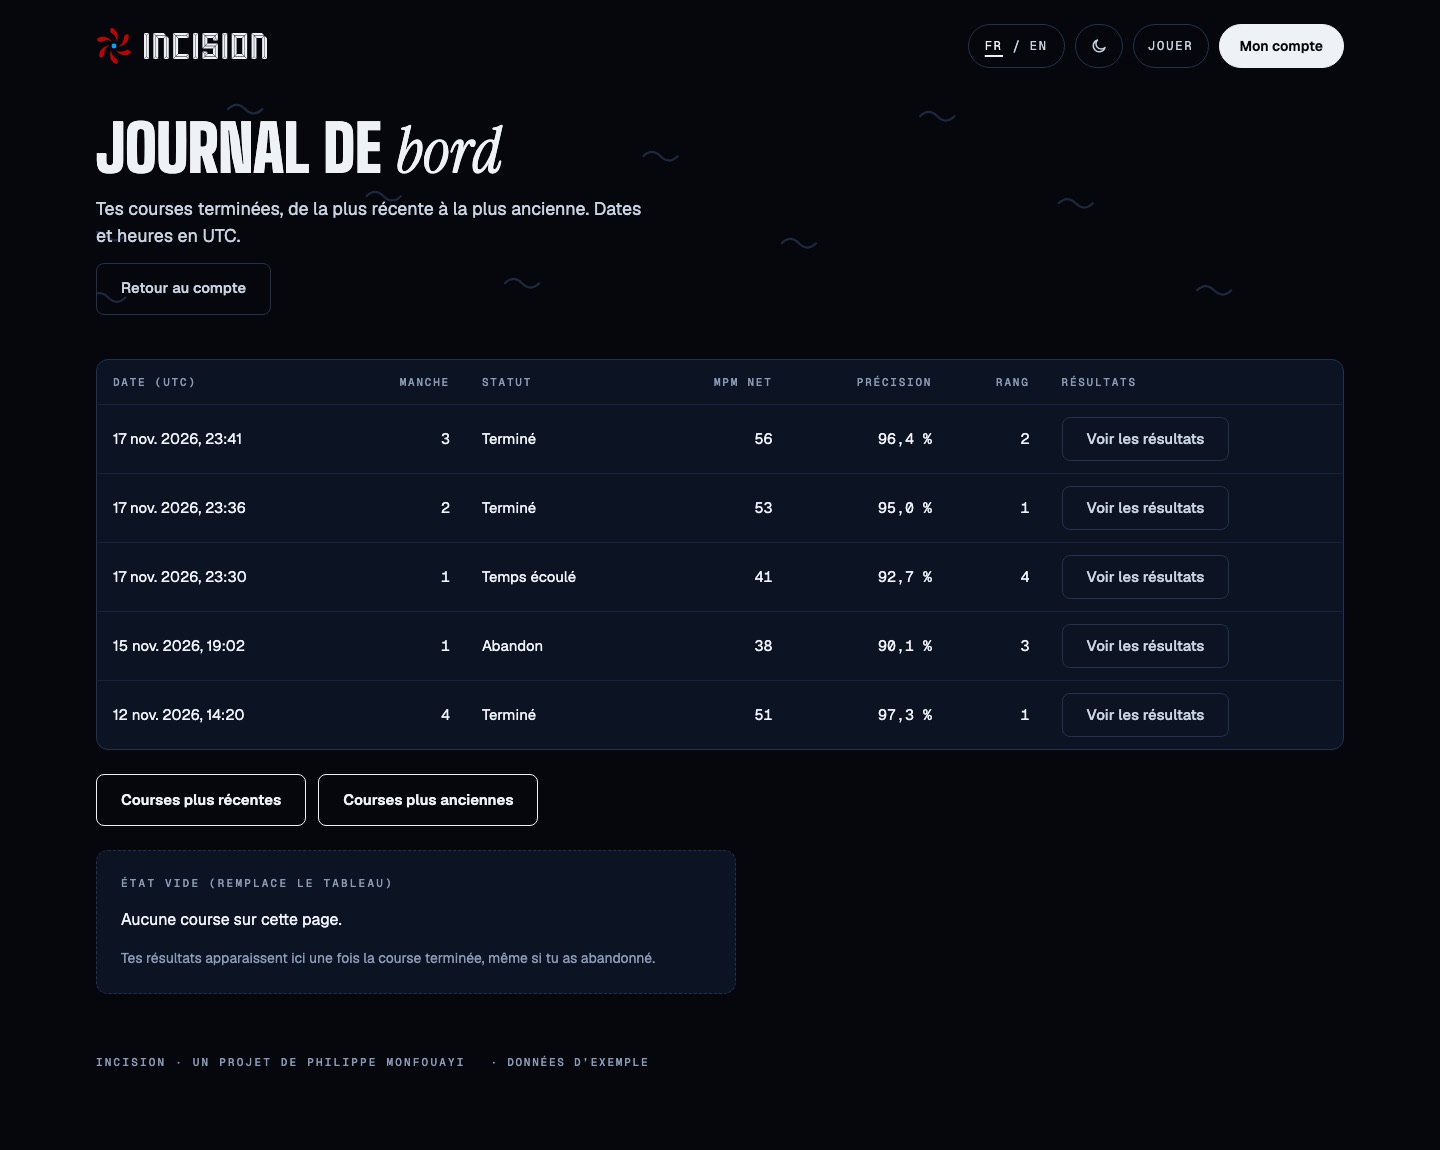 INCISION
FR / EN
JOUER
Mon compte
JOURNAL DE bord
Tes courses terminées, de la plus récente à la plus ancienne. Dates
et heures en UTC.
Retour au compte
DATE (UTC) MANCHE STATUT MPM NET PRÉCISION RANG RÉSULTATS
17 nov. 2026, 23:41 3 Terminé 56 96,4 % 2 Voir les résultats
17 nov. 2026, 23:36 2 Terminé 53 95,0 % 1 Voir les résultats
17 nov. 2026, 23:30 1 Temps écoulé 41 92,7 % 4 Voir les résultats
15 nov. 2026, 19:02 1 Abandon 38 90,1 % 3 Voir les résultats
12 nov. 2026, 14:20 4 Terminé 51 97,3 % 1 Voir les résultats
Courses plus récentes
Courses plus anciennes
ÉTAT VIDE (REMPLACE LE TABLEAU)
Aucune course sur cette page.
Tes résultats apparaissent ici une fois la course terminée, même si tu as abandonné.
INCISION · UN PROJET DE PHILIPPE MONFOUAYI · DONNÉES D'EXEMPLE